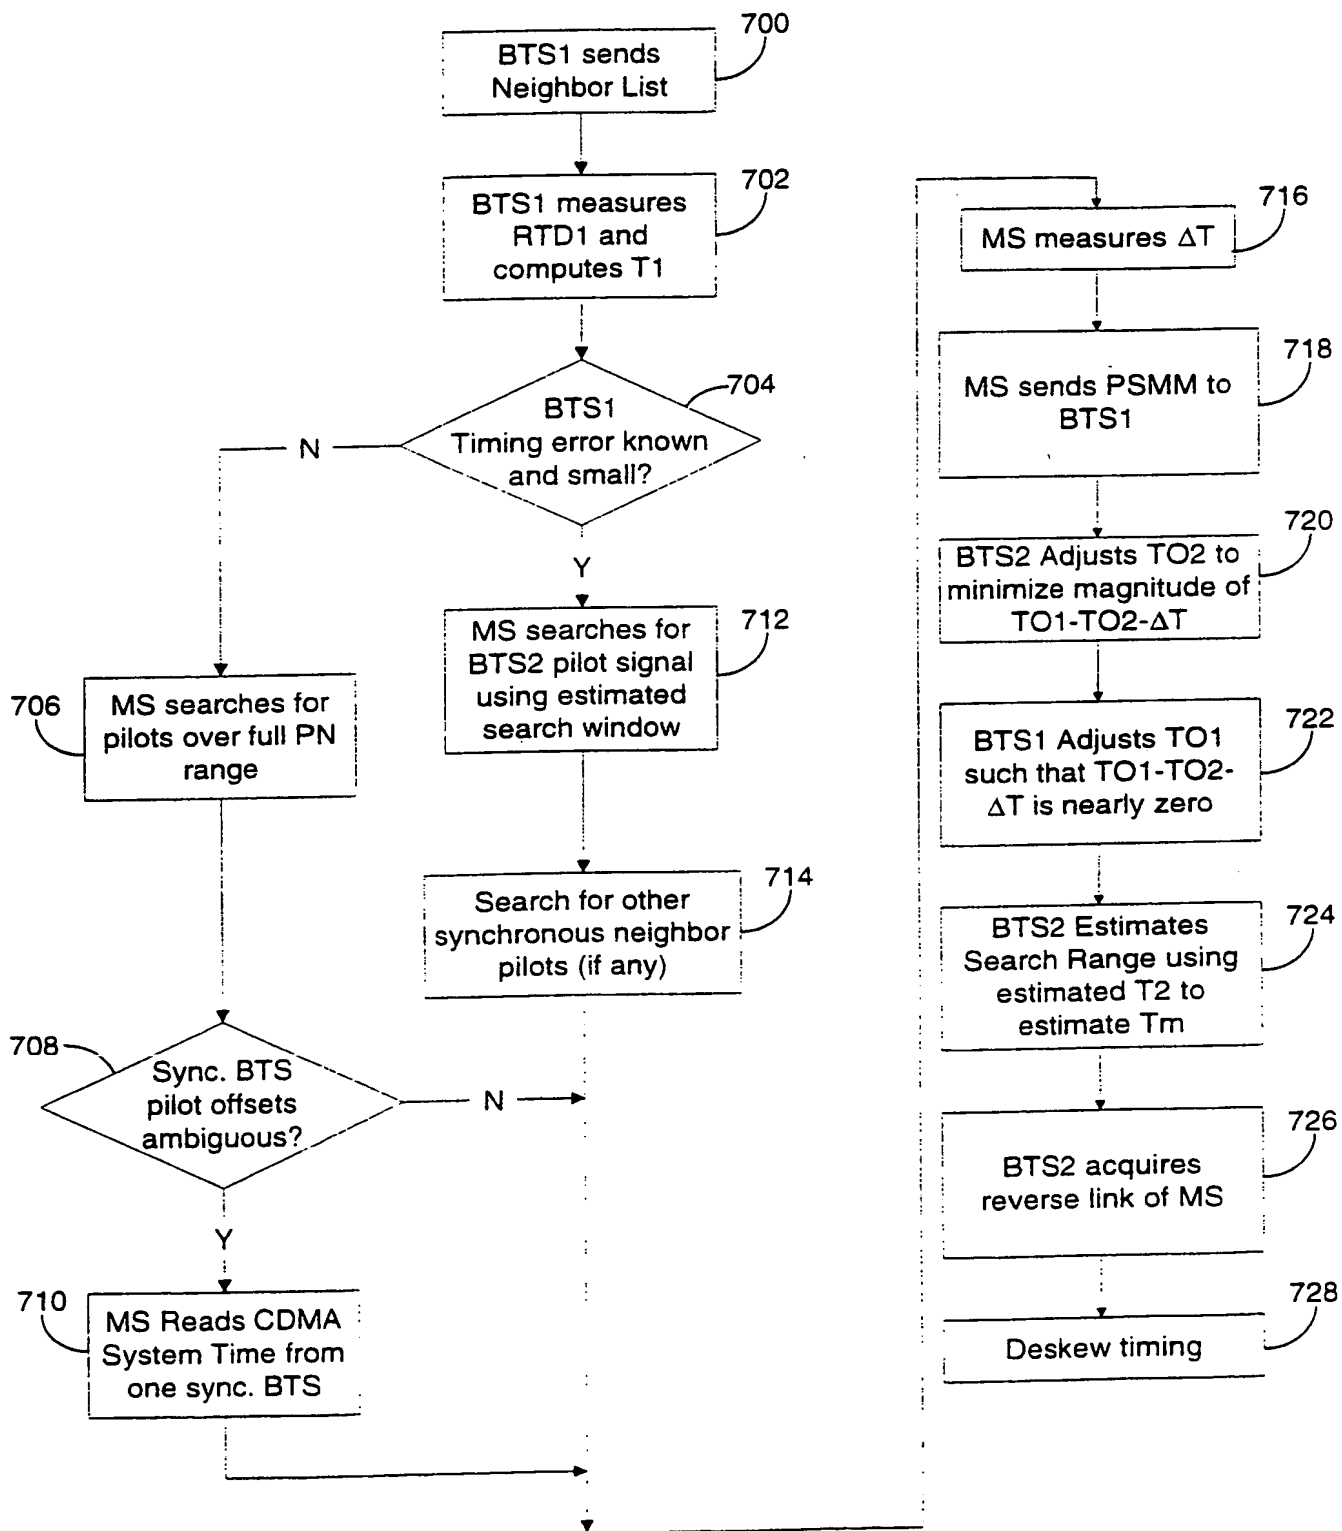 700
BTS1 sends
Neighbor List
702
BTS1 measures
RTD1 and
computes T1
704
BTS1
Timing error known
and small?
N
Y
706
MS searches for
pilots over full PN
range
712
MS searches for
BTS2 pilot signal
using estimated
search window
714
Search for other
synchronous neighbor
pilots (if any)
708
Sync. BTS
pilot offsets
ambiguous?
N
Y
710
MS Reads CDMA
System Time from
one sync. BTS
716
MS measures ΔT
718
MS sends PSMM to
BTS1
720
BTS2 Adjusts TO2 to
minimize magnitude of
TO1-TO2-ΔT
722
BTS1 Adjusts TO1
such that TO1-TO2-
ΔT is nearly zero
724
BTS2 Estimates
Search Range using
estimated T2 to
estimate Tm
726
BTS2 acquires
reverse link of MS
728
Deskew timing